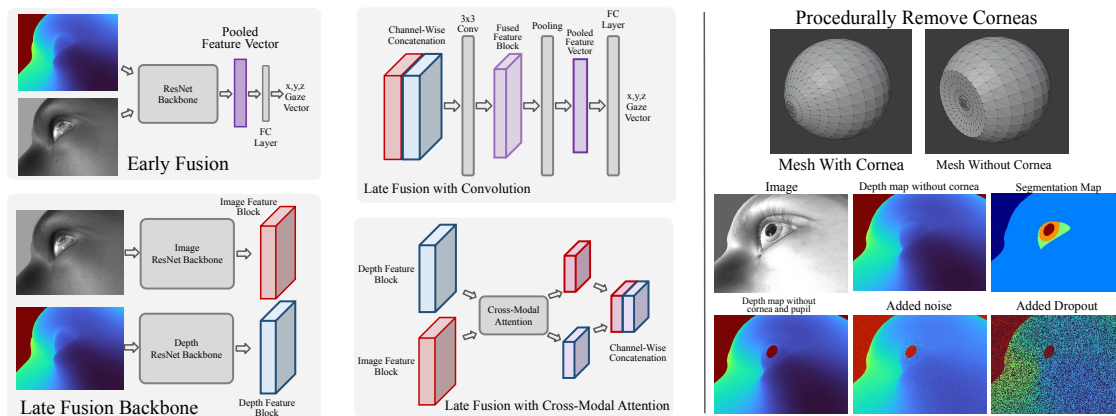 Pooled
Feature Vector
ResNet
Backbone
x,y,z
Gaze
Vector
FC
Layer
Early Fusion
Image Feature
Block
Image
ResNet Backbone
Depth
ResNet Backbone
Late Fusion Backbone
Depth Feature
Block
Channel-Wise
Concatenation
3x3
Conv
Fused
Feature
Block
Pooling
Pooled
Feature
Vector
FC
Layer
x,y,z
Gaze
Vector
Late Fusion with Convolution
Depth Feature
Block
Cross-Modal
Attention
Image Feature
Block
Channel-Wise
Concatenation
Late Fusion with Cross-Modal Attention
Procedurally Remove Corneas
Mesh With Cornea
Mesh Without Cornea
Image
Depth map without cornea
Segmentation Map
Depth map without
cornea and pupil
Added noise
Added Dropout